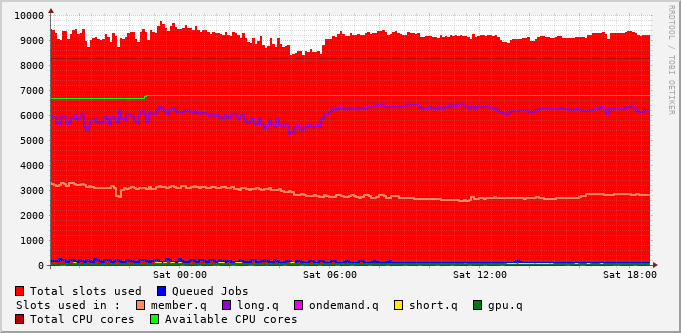 10000
9000
8000
7000
6000
5000
4000
3000
2000
1000
0
Sat 00:00 Sat 06:00 Sat 12:00 Sat 18:00
RRDTOOL / TOBI OETIKER
Total slots used Queued Jobs
Slots used in : member.q long.q ondemand.q short.q gpu.q
Total CPU cores Available CPU cores